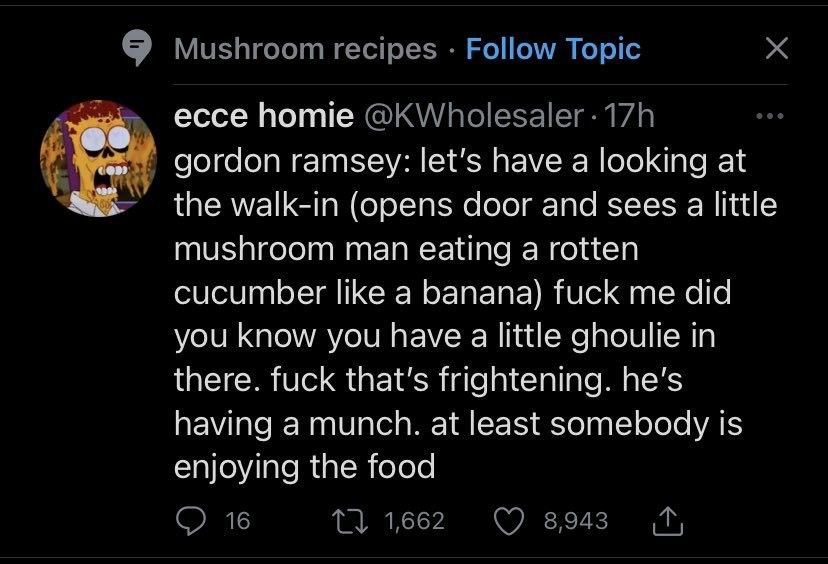 Mushroom recipes · Follow Topic
ecce homie @KWholesaler · 17h
gordon ramsey: let's have a looking at
the walk-in (opens door and sees a little
mushroom man eating a rotten
cucumber like a banana) fuck me did
you know you have a little ghoulie in
there. fuck that's frightening. he's
having a munch. at least somebody is
enjoying the food
16 1,662 8,943